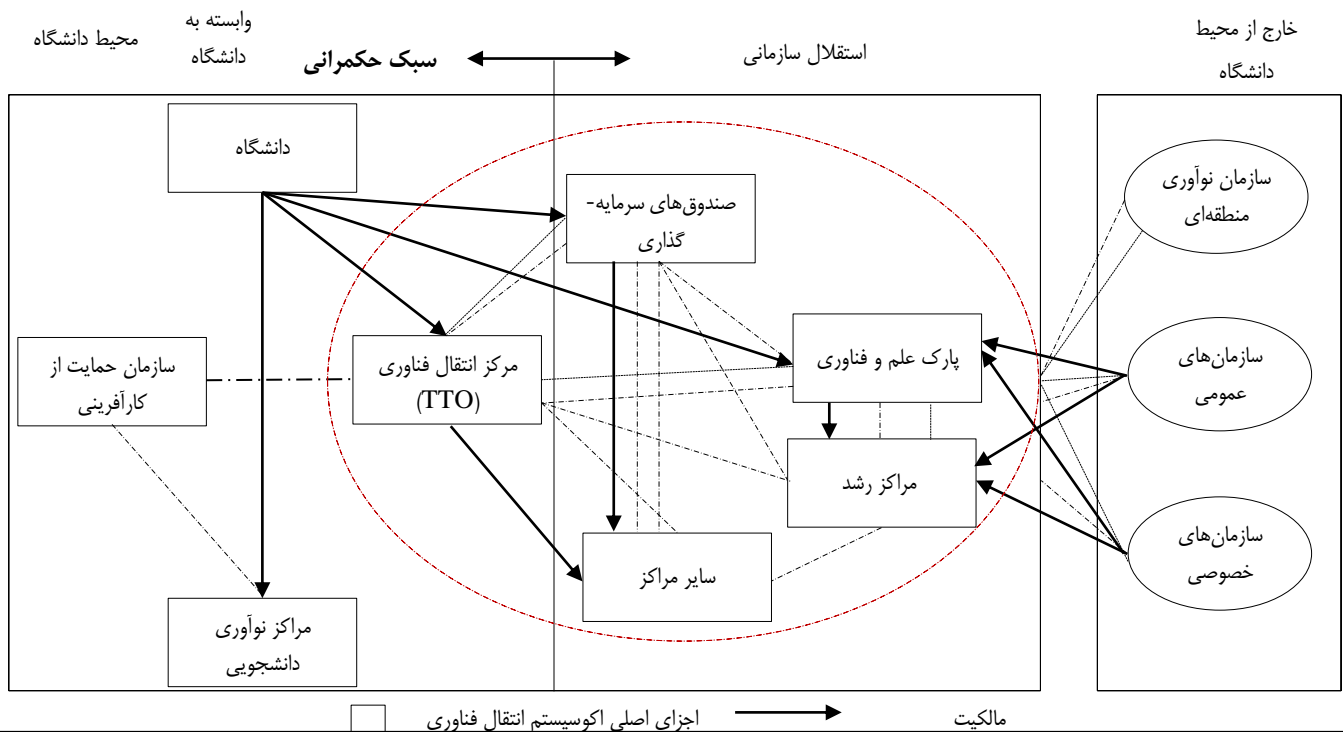 خارج از محیط
دانشگاه
استقلال سازمانی
سبک حکمرانی
وابسته به
دانشگاه
محیط دانشگاه
دانشگاه
صندوق‌های سرمایه-
گذاری
سازمان نوآوری
منطقه‌ای
پارک علم و فناوری
سازمان‌های
عمومی
مرکز انتقال فناوری
(TTO)
سازمان حمایت از
کارآفرینی
مراکز رشد
سازمان‌های
خصوصی
سایر مراکز
مراکز نوآوری
دانشجویی
مالکیت
اجزای اصلی اکوسیستم انتقال فناوری